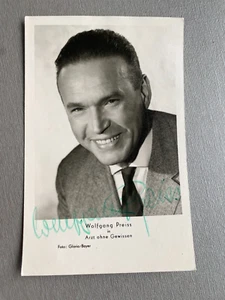 Wolfgang Preiss
in
Arzt ohne Gewissen
Foto: Gloria-Bayer